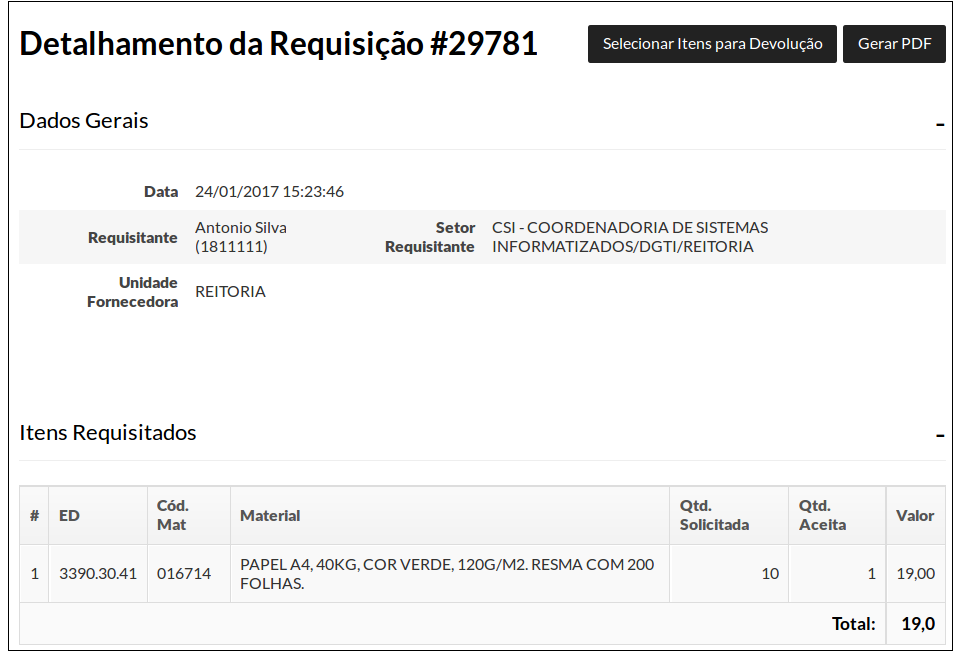 Detalhamento da Requisição #29781
Selecionar Itens para Devolução
Gerar PDF
Dados Gerais
-
Data 24/01/2017 15:23:46
Requisitante Antonio Silva (1811111)
Setor Requisitante CSI - COORDENADORIA DE SISTEMAS
INFORMATIZADOS/DGTI/REITORIA
Unidade Fornecedora REITORIA
Itens Requisitados
-
# ED Cód. Mat Material Qtd. Solicitada Qtd. Aceita Valor
1 3390.30.41 016714 PAPEL A4, 40KG, COR VERDE, 120G/M2. RESMA COM 200
FOLHAS. 10 1 19,00
Total: 19,0